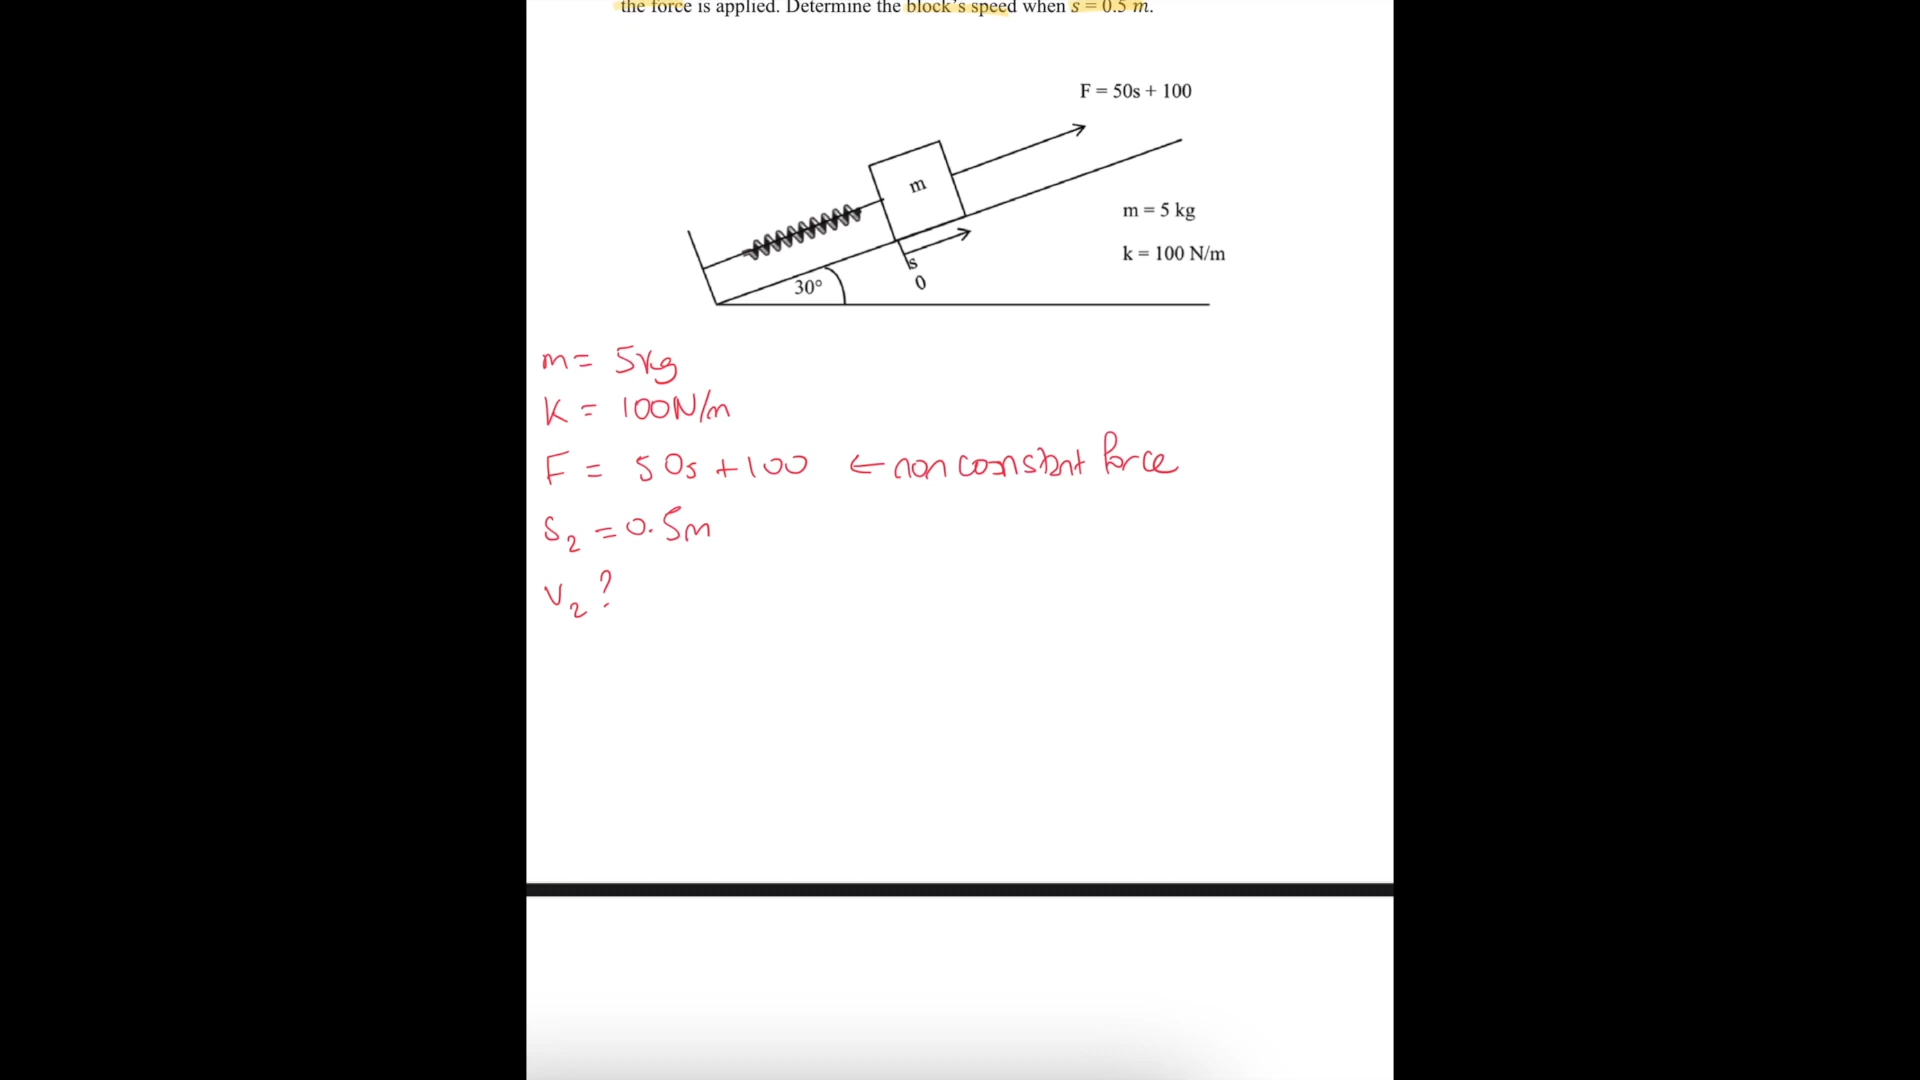 the force is applied. Determine the block's speed when s = 0.5 m.
F = 50s + 100
m
m = 5 kg
k = 100 N/m
s
0
30°
m = 5kg
K = 100N/m
F = 50s + 100 ← non constant force
S₂ = 0.5m
V₂ ?